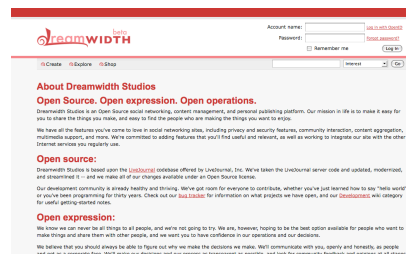 Account name:
Log in with OpenID
beta
Dreamwidth
Password:
Forgot password?
Remember me
Log In
Create Explore Shop
Interest
Go
About Dreamwidth Studios
Open Source. Open expression. Open operations.
Dreamwidth Studios is an Open Source social networking, content management, and personal publishing platform. Our mission in life is to make it easy for
you to share the things you make, and easy to find the people who are making the things you want to enjoy.
We have all the features you've come to love in social networking sites, including privacy and security features, community interaction, content aggregation,
multimedia support, and more. We're committed to adding features that you'll find useful and relevant, as well as working to integrate our site with the other
Internet services you regularly use.
Open source:
Dreamwidth Studios is based upon the LiveJournal codebase offered by LiveJournal, Inc. We've taken the LiveJournal server code and updated, modernized,
and streamlined it — and we make all of our changes available under an Open Source license.
Our development community is already healthy and thriving. We've got room for everyone to contribute, whether you've just learned how to say "hello world"
or you've been programming for thirty years. Check out our bug tracker for information on what projects we have open, and our Development wiki category
for useful getting-started notes.
Open expression:
We know we can never be all things to all people, and we're not going to try. We are, however, hoping to be the best option available for people who want to
make things and share them with other people, and we want you to have confidence in our operations and our decisions.
We believe that you should always be able to figure out why we make the decisions we make. We'll communicate with you, openly and honestly, as people